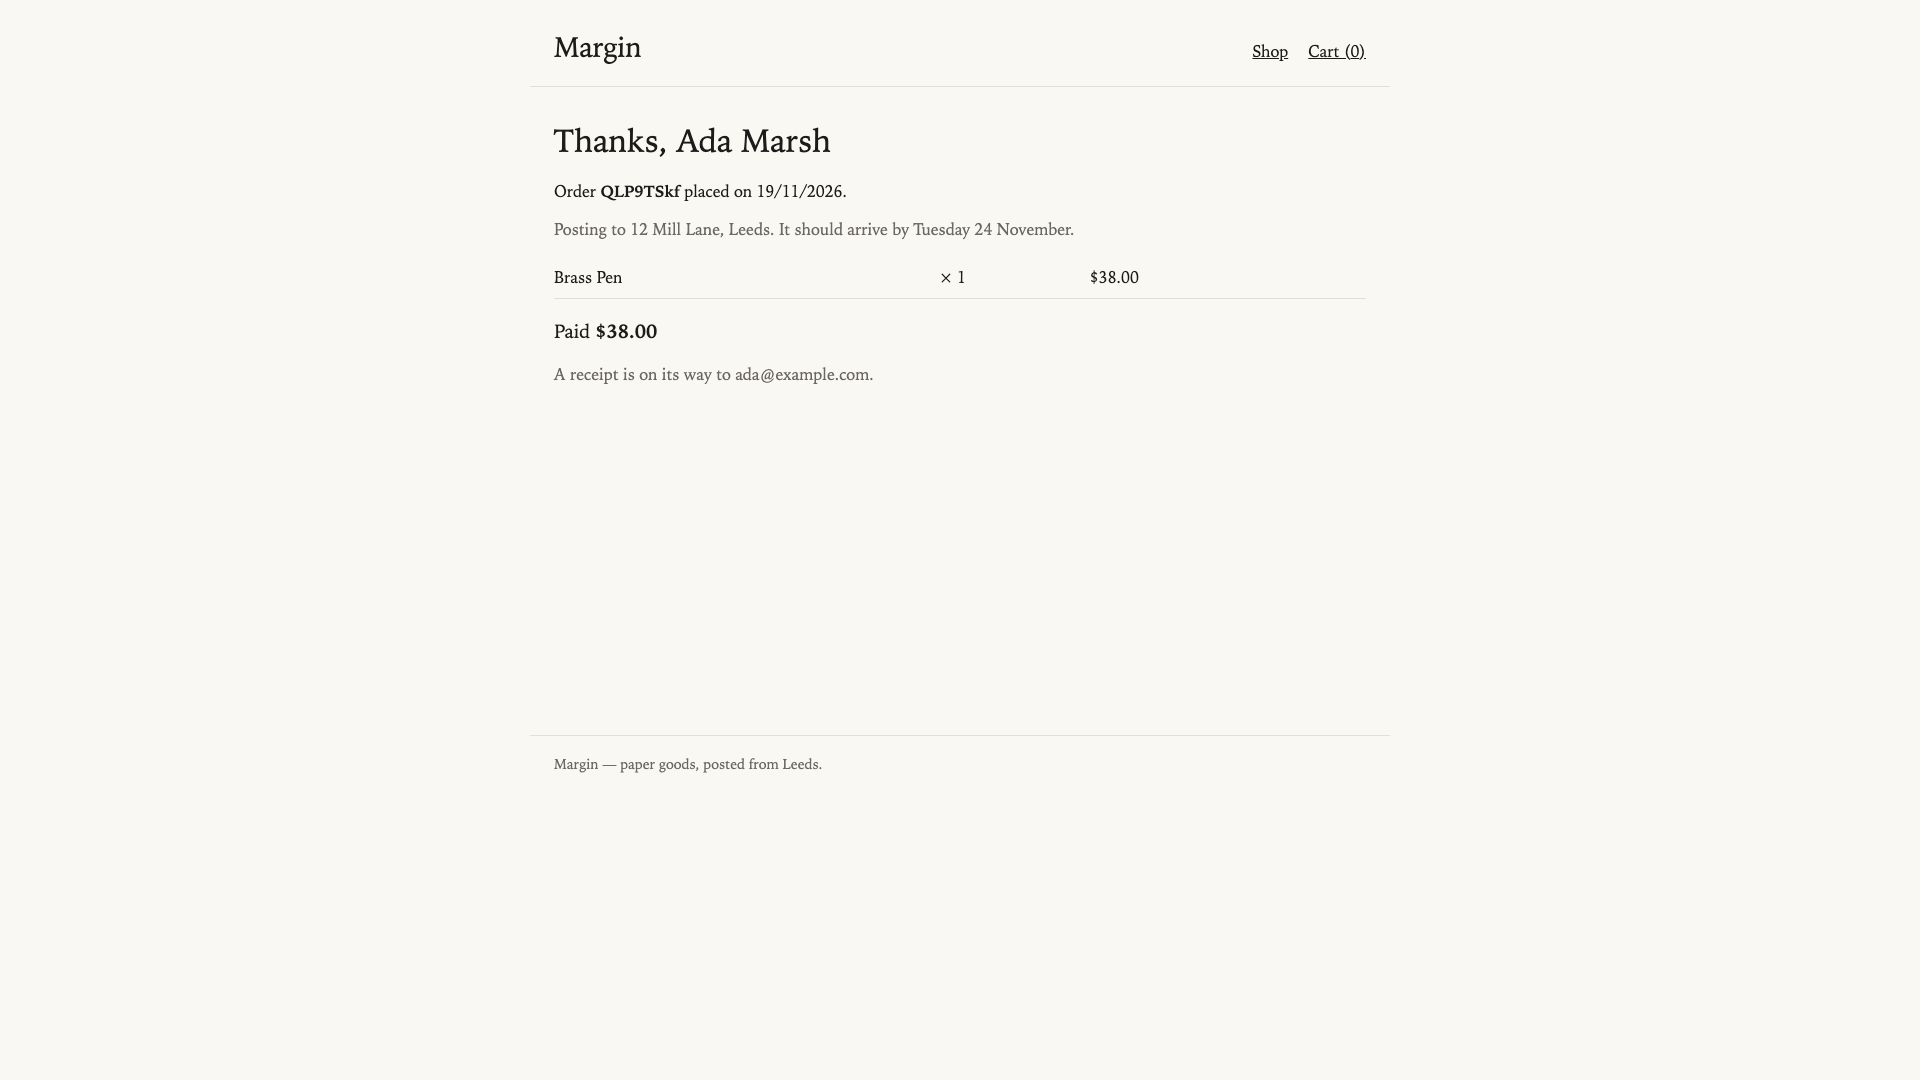 Margin
Shop Cart (0)
Thanks, Ada Marsh
Order QLP9TSkf placed on 19/11/2026.
Posting to 12 Mill Lane, Leeds. It should arrive by Tuesday 24 November.
Brass Pen × 1 $38.00
Paid $38.00
A receipt is on its way to ada@example.com.
Margin — paper goods, posted from Leeds.